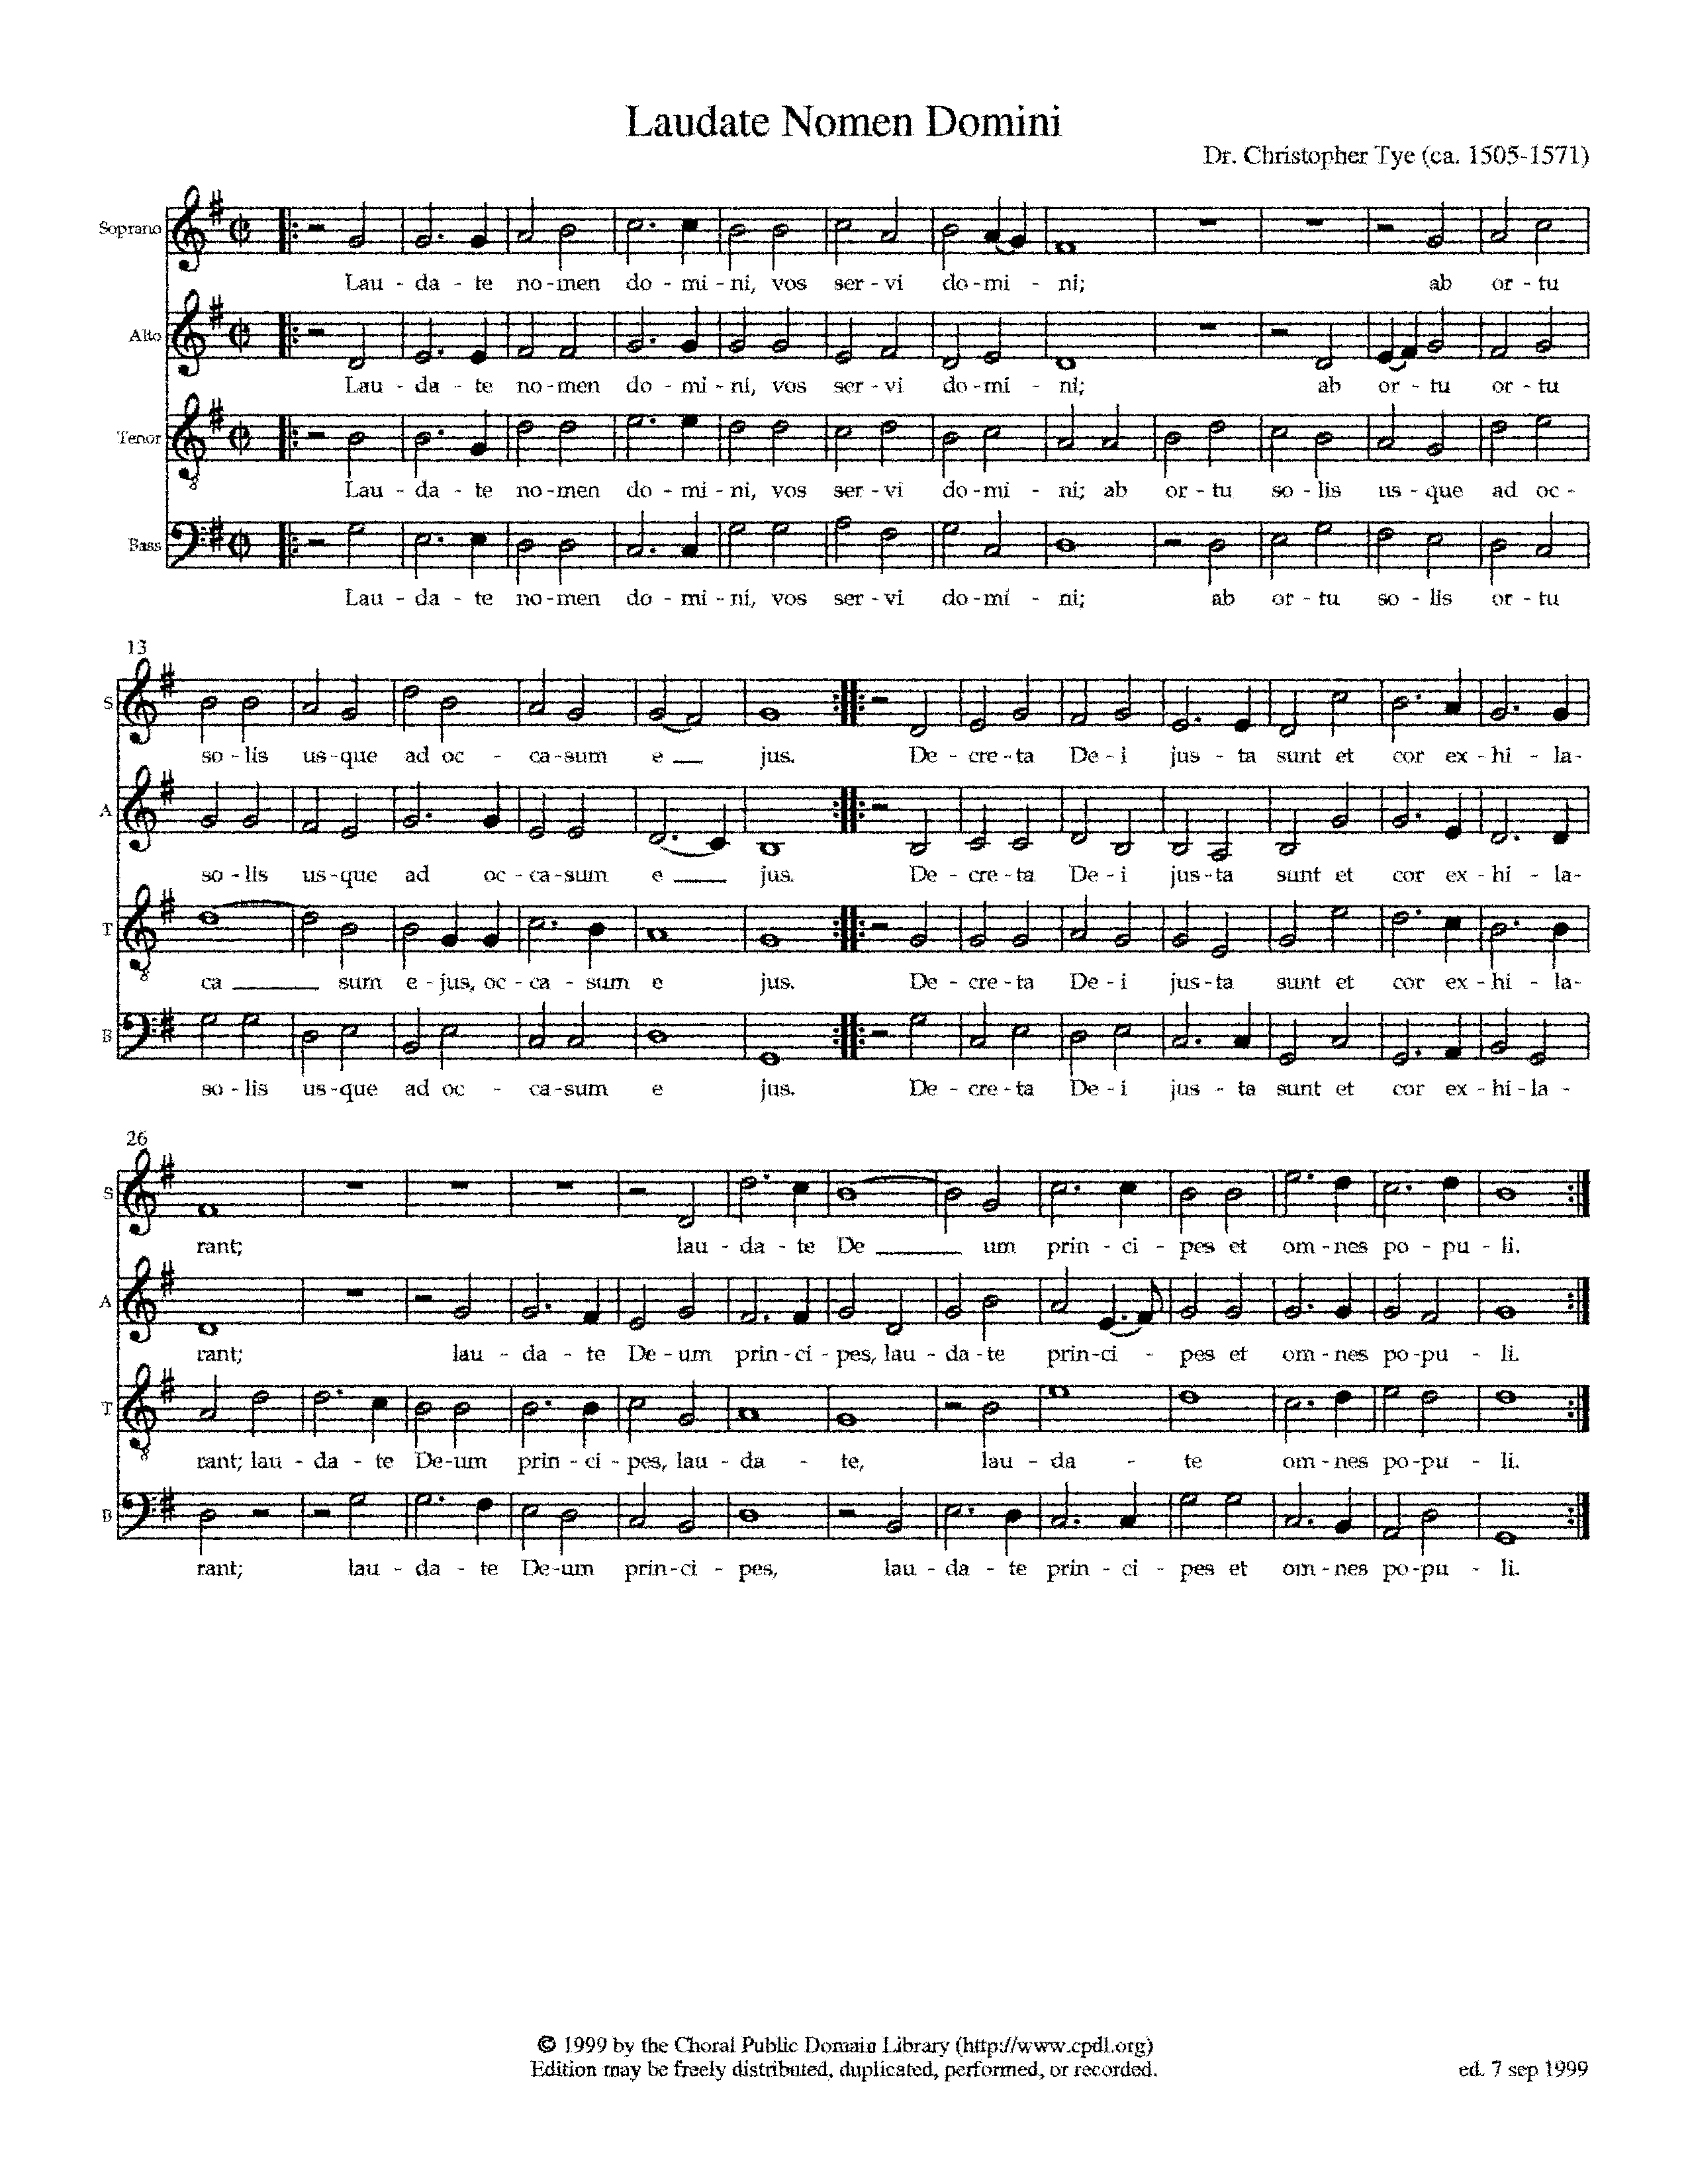 Laudate Nomen Domini
Dr. Christopher Tye (ca. 1505-1571)
Soprano
Lau - da - te no - men do - mi - ni, vos ser - vi do - mi - ni; ab or - tu
Alto
Lau - da - te no - men do - mi - ni, vos ser - vi do - mi - ni; ab or - tu or - tu
Tenor
8
Lau - da - te no - men do - mi - ni, vos ser - vi do - mi - ni; ab or - tu so - lis us - que ad oc -
Bass
Lau - da - te no - men do - mi - ni, vos ser - vi do - mi - ni; ab or - tu so - lis or - tu
13
S
so - lis us - que ad oc - ca - sum e jus. De - cre - ta De - i jus - ta sunt et cor ex - hi - la-
A
so - lis us - que ad oc - ca - sum e jus. De - cre - ta De - i jus - ta sunt et cor ex - hi - la-
T
8
ca sum e - jus, oc - ca - sum e jus. De - cre - ta De - i jus - ta sunt et cor ex - hi - la-
B
so - lis us - que ad oc - ca - sum e jus. De - cre - ta De - i jus - ta sunt et cor ex - hi - la -
26
S
rant; lau - da - te De um prin - ci - pes et om - nes po - pu - li.
A
rant; lau - da - te De - um prin - ci - pes, lau - da - te prin - ci - pes et om - nes po - pu - li.
T
8
rant; lau - da - te De - um prin - ci - pes, lau - da - te, lau - da - te om - nes po - pu - li.
B
rant; lau - da - te De - um prin - ci - pes, lau - da - te prin - ci - pes et om - nes po - pu - li.
© 1999 by the Choral Public Domain Library (http://www.cpdl.org)
Edition may be freely distributed, duplicated, performed, or recorded.
ed. 7 sep 1999